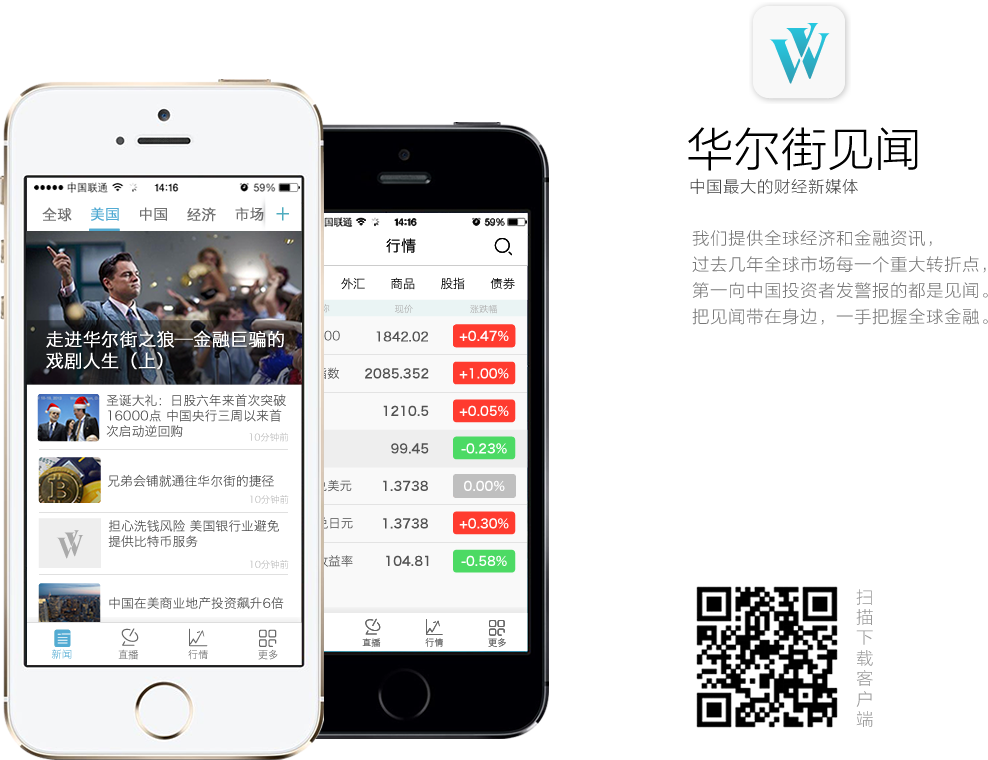 华尔街见闻
中国最大的财经新媒体
我们提供全球经济和金融资讯，
过去几年全球市场每一个重大转折点，
第一向中国投资者发警报的都是见闻。
把见闻带在身边，一手把握全球金融。
扫描下载客户端
中国联通 14:16 59%
全球 美国 中国 经济 市场 +
走进华尔街之狼—金融巨骗的
戏剧人生（上）
圣诞大礼：日股六年来首次突破
16000点 中国央行三周以来首
次启动逆回购
10分钟前
兄弟会铺就通往华尔街的捷径
10分钟前
担心洗钱风险 美国银行业避免
提供比特币服务
10分钟前
中国在美商业地产投资飙升6倍
新闻 直播 行情 更多
国联通 14:16 59%
行情
外汇 商品 股指 债券
现价 涨跌幅
00 1842.02 +0.47%
指数 2085.352 +1.00%
1210.5 +0.05%
99.45 -0.23%
兑美元 1.3738 0.00%
兑日元 1.3738 +0.30%
收益率 104.81 -0.58%
直播 行情 更多